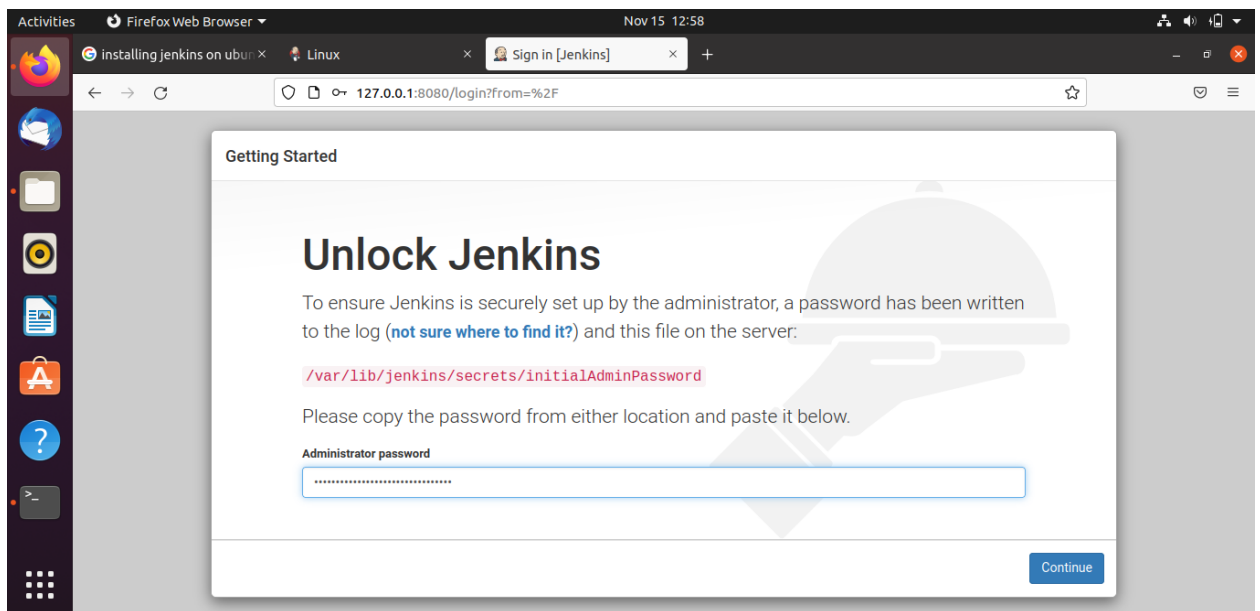 Activities
Firefox Web Browser
Nov 15 12:58
installing jenkins on ubun
Linux
Sign in [Jenkins]
127.0.0.1:8080/login?from=%2F
Getting Started
Unlock Jenkins
To ensure Jenkins is securely set up by the administrator, a password has been written
to the log (not sure where to find it?) and this file on the server:
/var/lib/jenkins/secrets/initialAdminPassword
Please copy the password from either location and paste it below.
Administrator password
••••••••••••••••••••••••••••••••
Continue